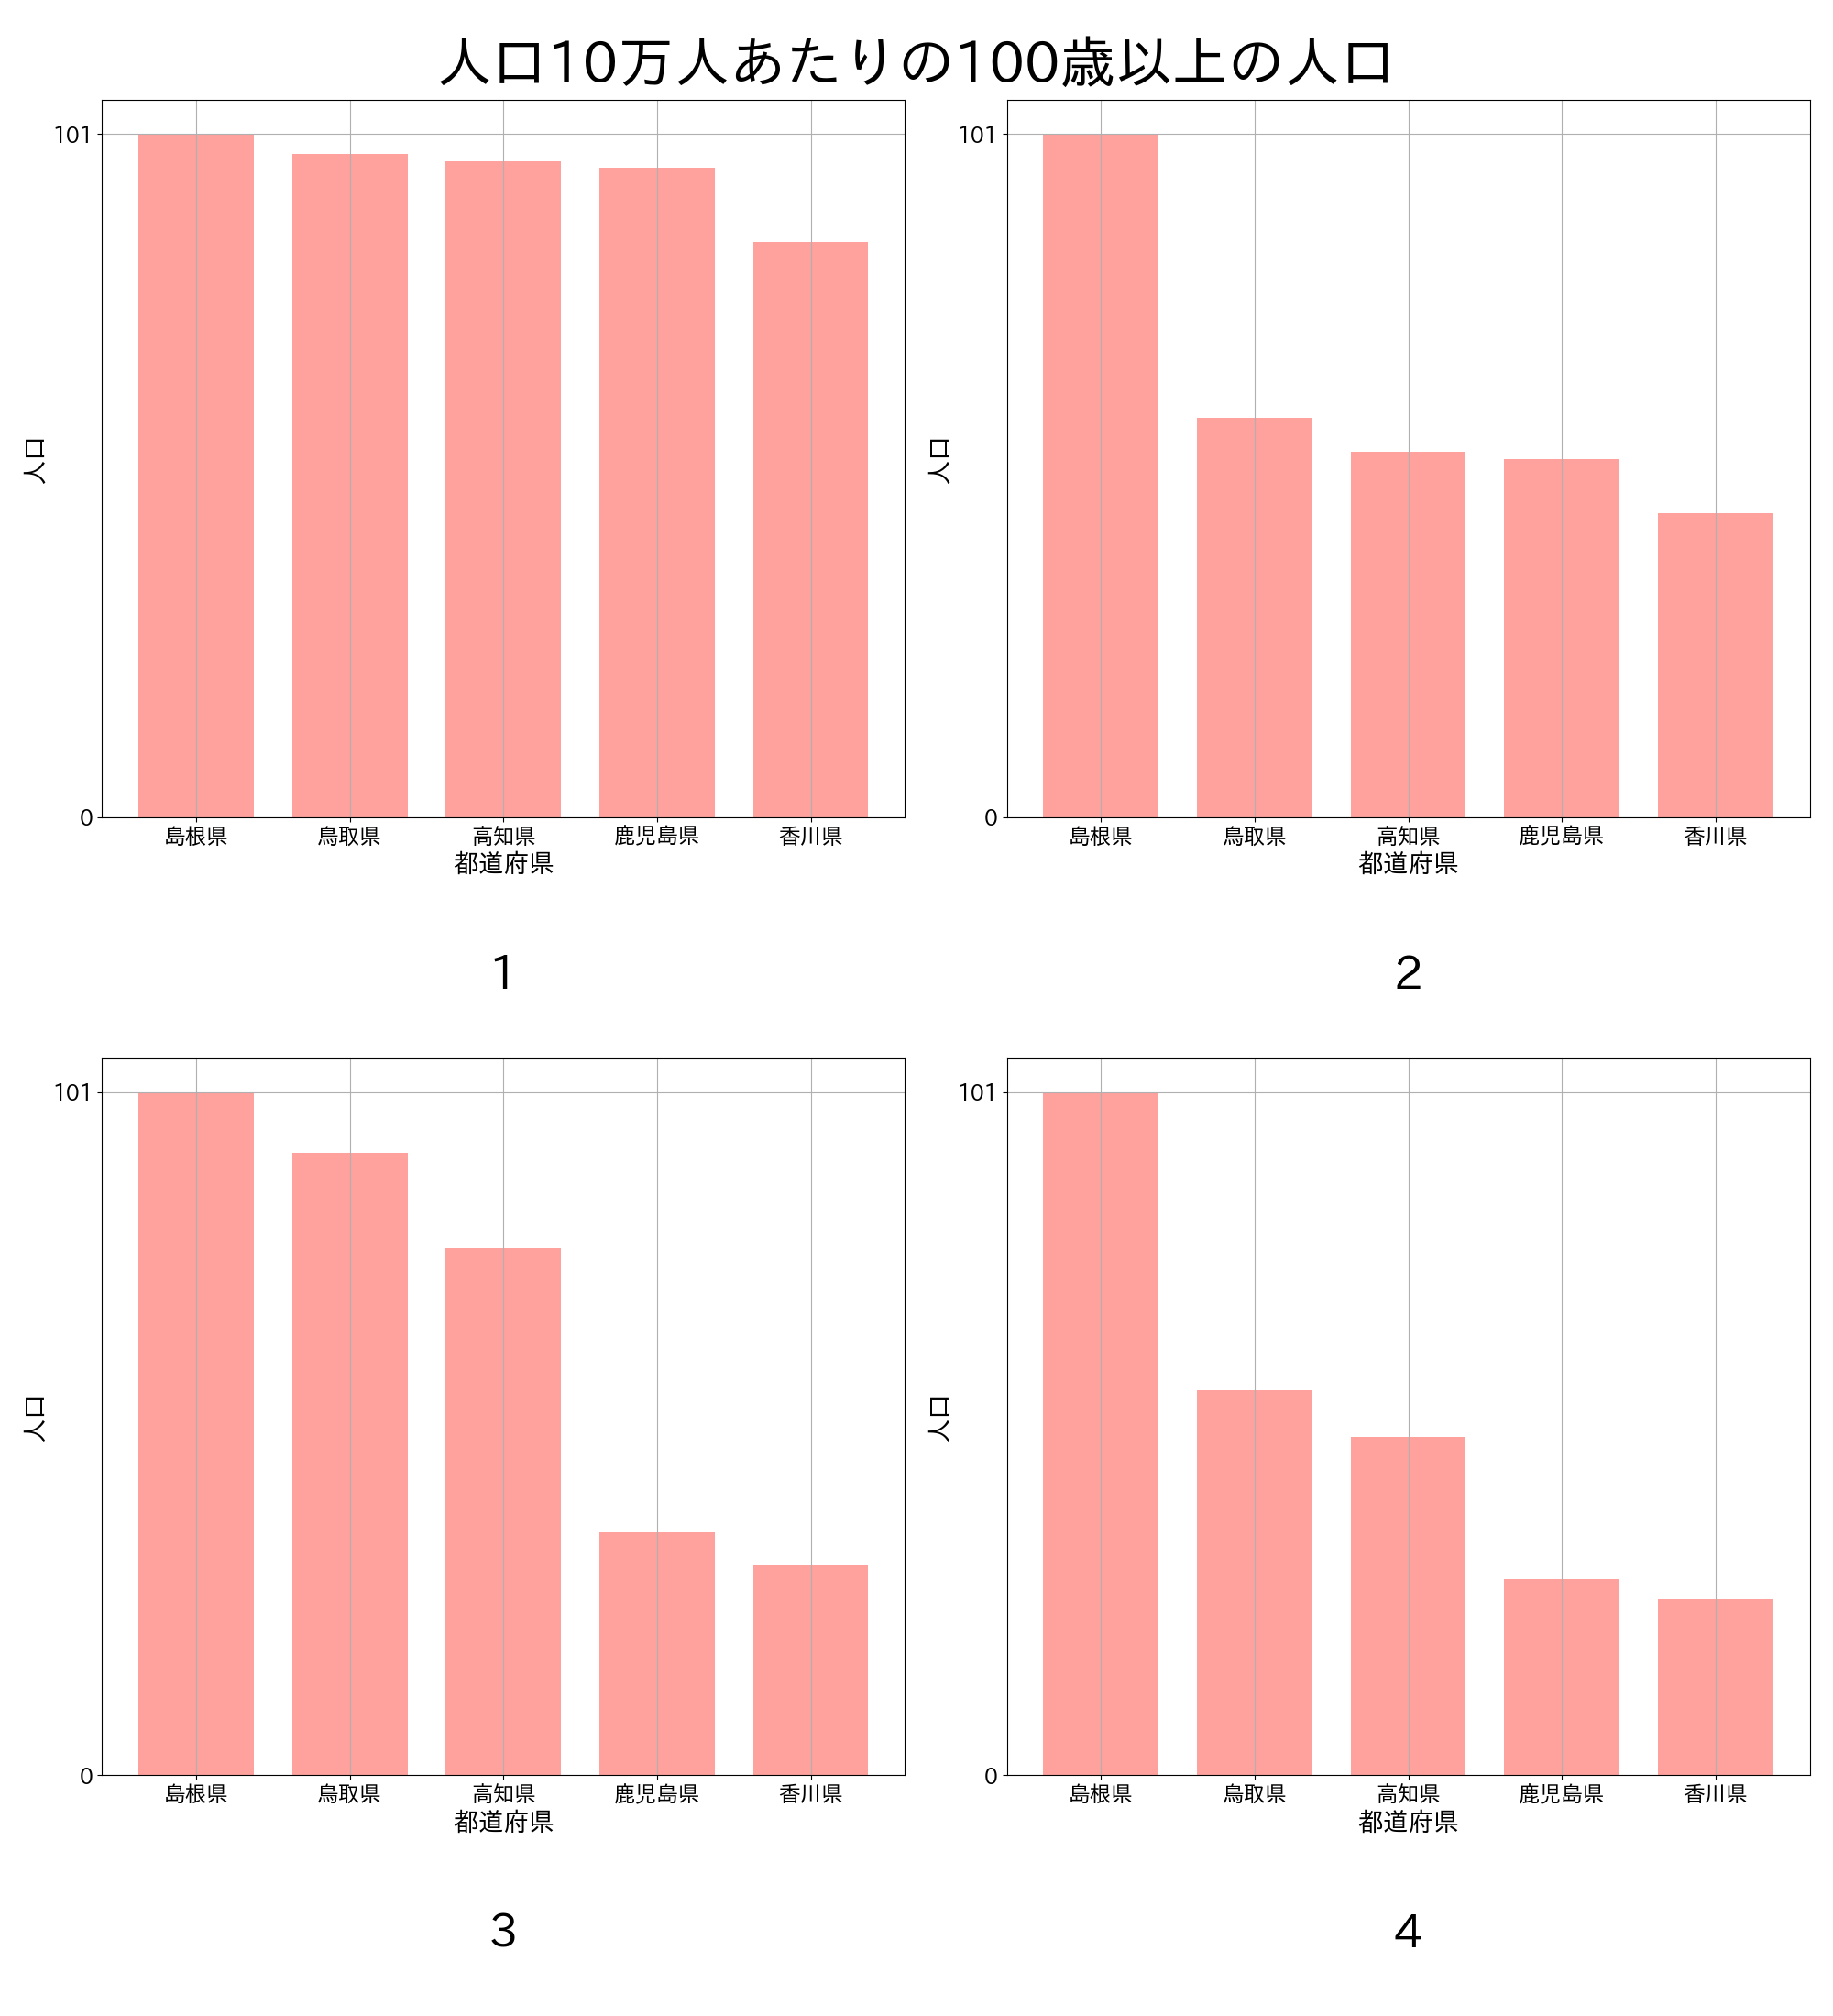 人口10万人あたりの100歳以上の人口
101
0
人口
島根県 鳥取県 高知県 鹿児島県 香川県
都道府県
1
101
0
人口
島根県 鳥取県 高知県 鹿児島県 香川県
都道府県
2
101
0
人口
島根県 鳥取県 高知県 鹿児島県 香川県
都道府県
3
101
0
人口
島根県 鳥取県 高知県 鹿児島県 香川県
都道府県
4